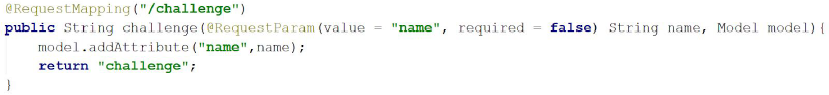 @RequestMapping("/challenge")
public String challenge(@RequestParam(value = "name", required = false) String name, Model model){
    model.addAttribute("name",name);
    return "challenge";
}